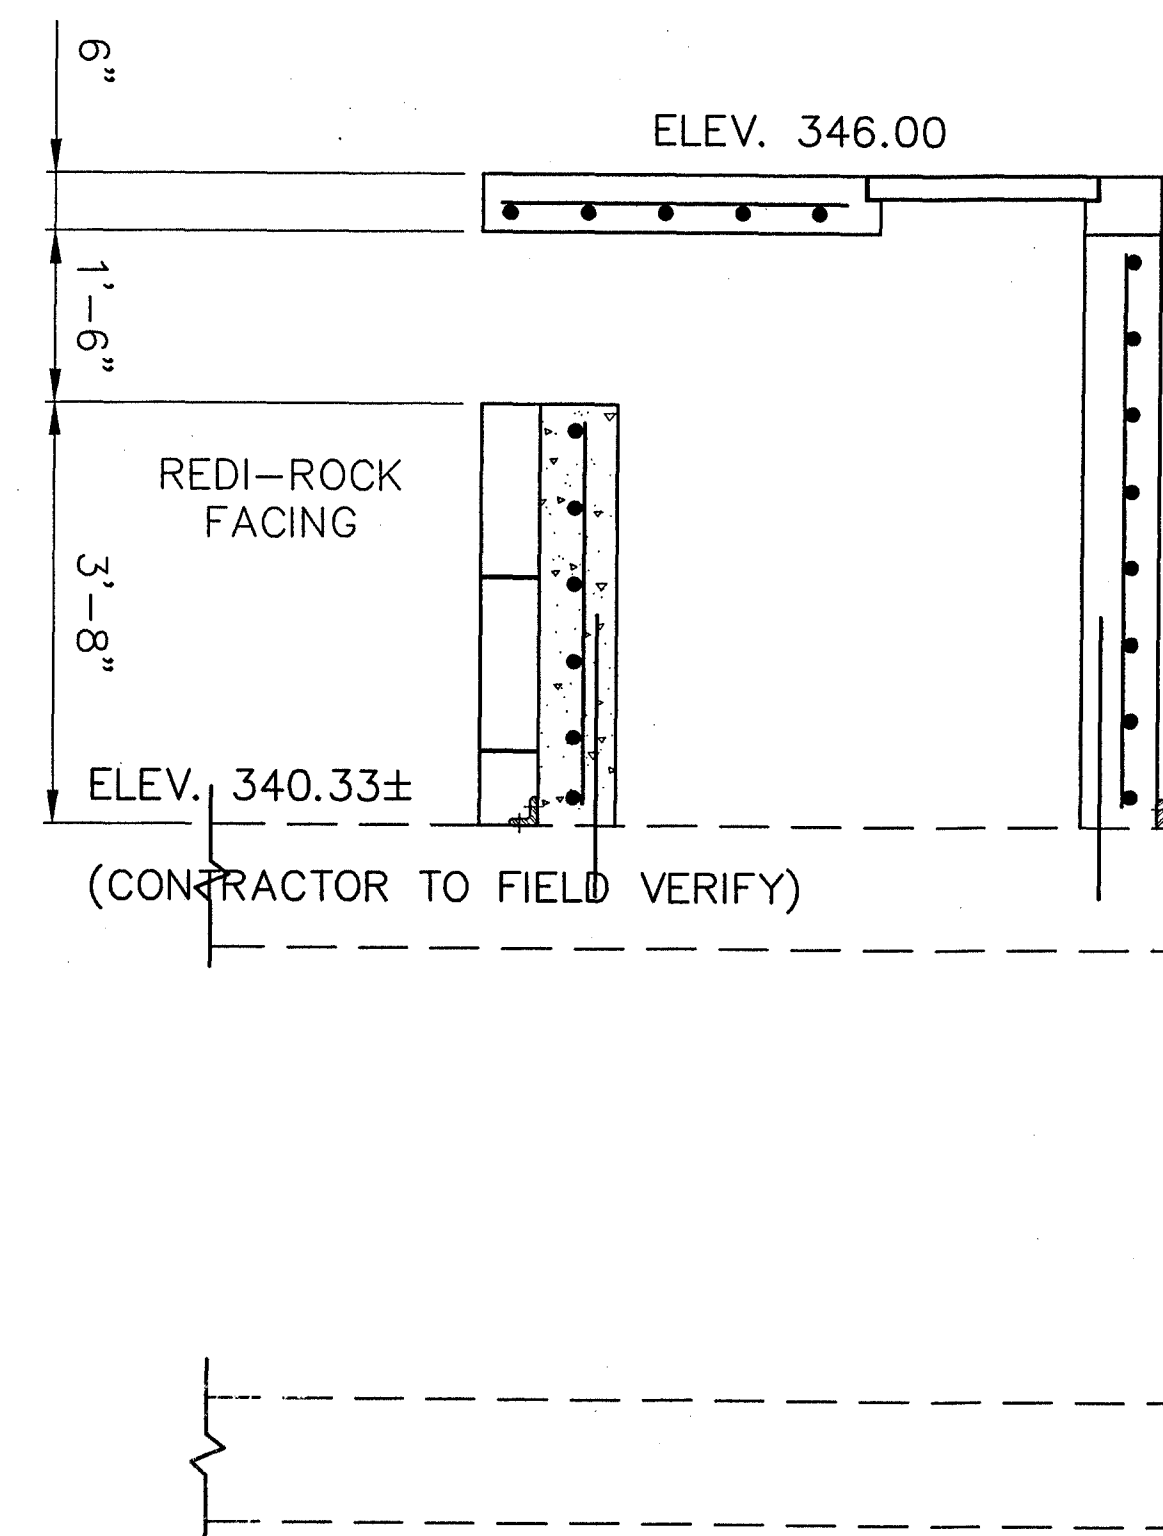 6"
ELEV. 346.00
1'-6"
REDI-ROCK
FACING
3'-8"
ELEV. 340.33±
(CONTRACTOR TO FIELD VERIFY)